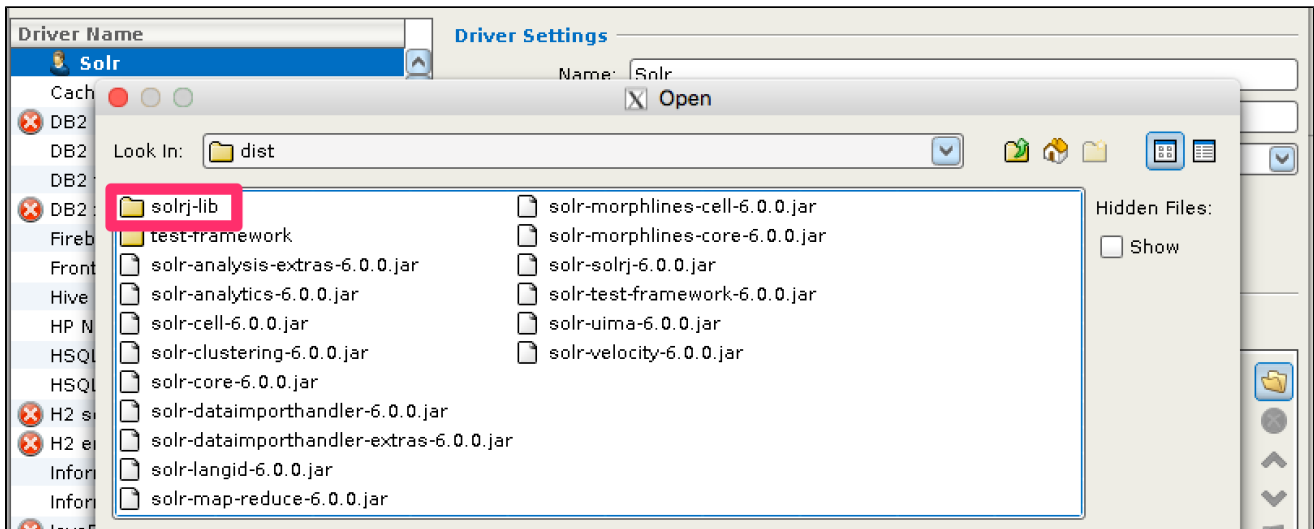 Driver Name
Driver Settings
Solr
Name: Solr
Cach
Open
DB2
DB2
Look In: dist
DB2
DB2
solrj-lib
solr-morphlines-cell-6.0.0.jar
Hidden Files:
Fireb
test-framework
solr-morphlines-core-6.0.0.jar
Show
Front
solr-analysis-extras-6.0.0.jar
solr-solrj-6.0.0.jar
Hive
solr-analytics-6.0.0.jar
solr-test-framework-6.0.0.jar
HP N
solr-cell-6.0.0.jar
solr-uima-6.0.0.jar
HSQL
solr-clustering-6.0.0.jar
solr-velocity-6.0.0.jar
HSQL
solr-core-6.0.0.jar
H2 s
solr-dataimporthandler-6.0.0.jar
H2 e
solr-dataimporthandler-extras-6.0.0.jar
Infor
solr-langid-6.0.0.jar
Infor
solr-map-reduce-6.0.0.jar